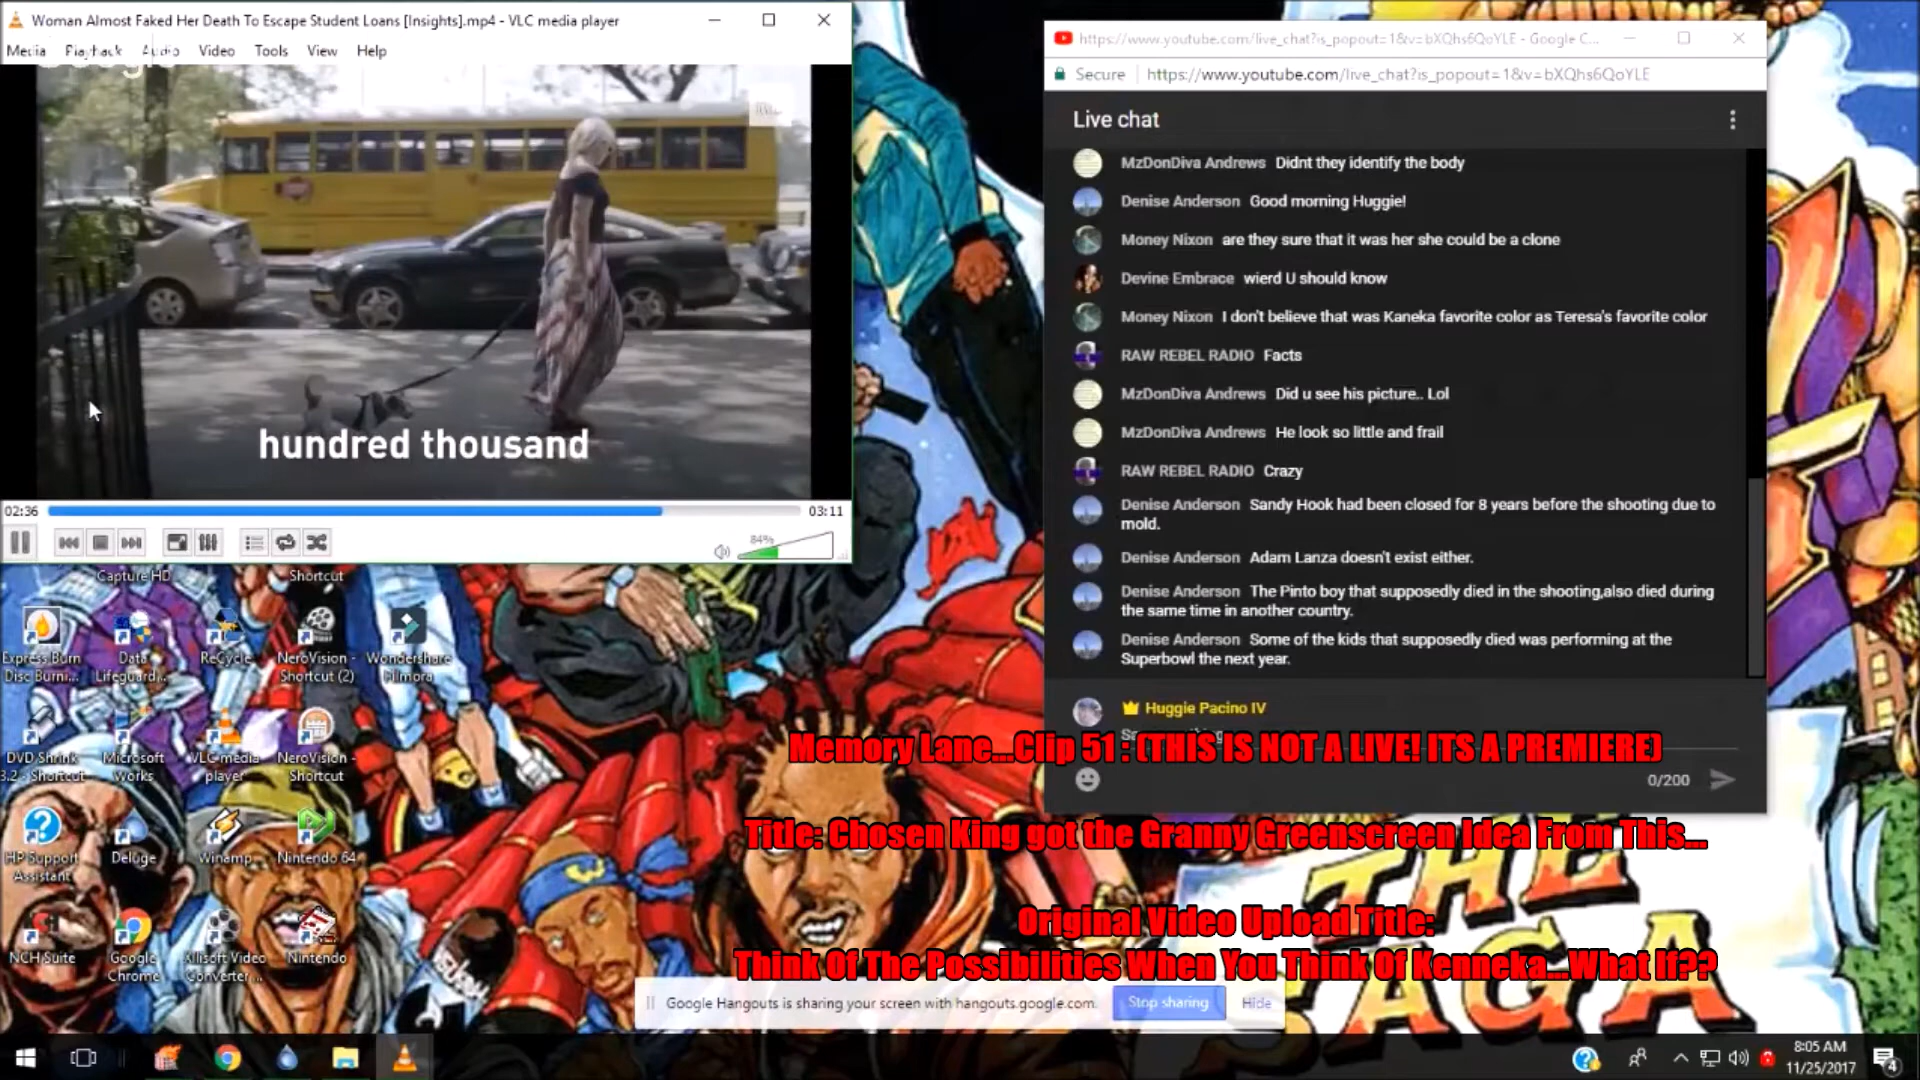 Woman Almost Faked Her Death To Escape Student Loans [Insights].mp4 - VLC media player
Media Playback Audio Video Tools View Help
hundred thousand
02:36
03:11
84%
https://www.youtube.com/live_chat?is_popout=1&v=bXQhs6QoYLE - Google C...
Secure https://www.youtube.com/live_chat?is_popout=1&v=bXQhs6QoYLE
Live chat
MzDonDiva Andrews Didnt they identify the body
Denise Anderson Good morning Huggie!
Money Nixon are they sure that it was her she could be a clone
Devine Embrace wierd U should know
Money Nixon I don't believe that was Kaneka favorite color as Teresa's favorite color
RAW REBEL RADIO Facts
MzDonDiva Andrews Did u see his picture.. Lol
MzDonDiva Andrews He look so little and frail
RAW REBEL RADIO Crazy
Denise Anderson Sandy Hook had been closed for 8 years before the shooting due to
mold.
Denise Anderson Adam Lanza doesn't exist either.
Denise Anderson The Pinto boy that supposedly died in the shooting,also died during
the same time in another country.
Denise Anderson Some of the kids that supposedly died was performing at the
Superbowl the next year.
Huggie Pacino IV
0/200
Memory Lane...Clip 51 : (THIS IS NOT A LIVE! ITS A PREMIERE)
Title: Chosen King got the Granny Greenscreen Idea From This...
Original Video Upload Title:
Think Of The Possibilities When You Think Of Kenneka...What If??
THE
SAGA
Capture HD
Shortcut
Express Burn
Disc Burni...
Data
Lifeguard...
ReCycle
NeroVision -
Shortcut (2)
Wondershare
Filmora
DVD Shrink
3.2 - Shortcut
Microsoft
Works
VLC media
player
NeroVision -
Shortcut
HP Support
Assistant
Deluge
Winamp
Nintendo 64
NCH Suite
Google
Chrome
Xilisoft Video
Converter ...
Nintendo
Google Hangouts is sharing your screen with hangouts.google.com.
Stop sharing
Hide
8:05 AM
11/25/2017
4